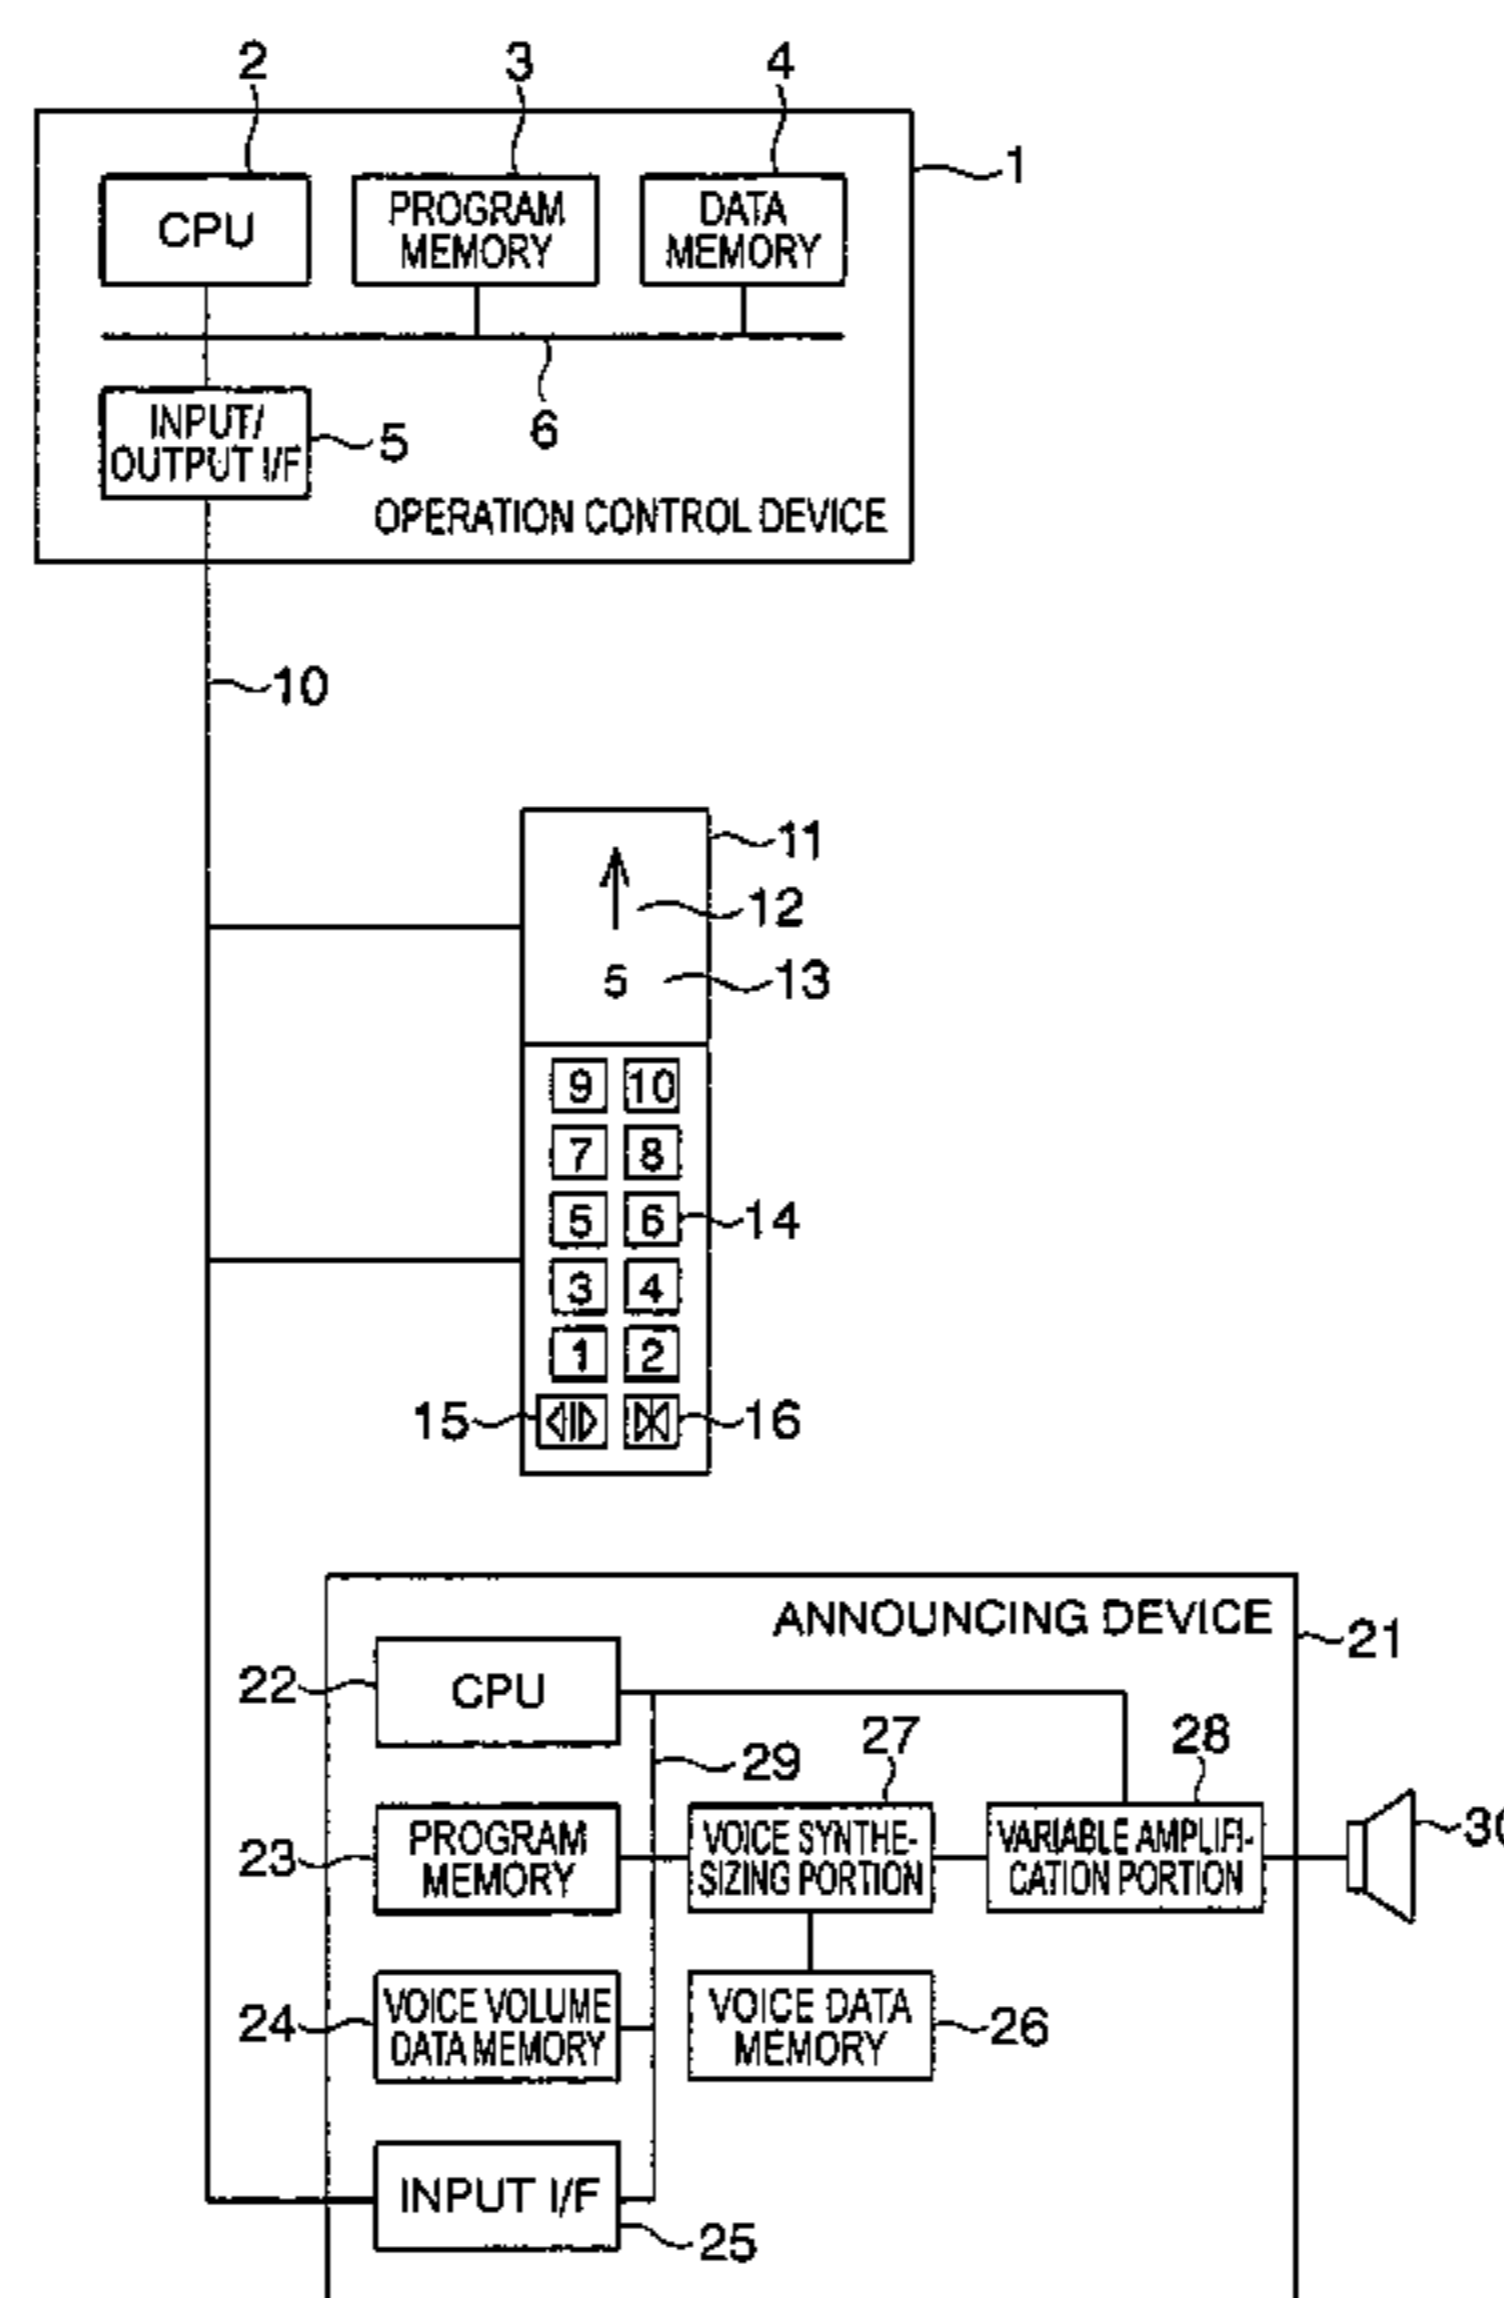 2 3 4
1
CPU
PROGRAM
MEMORY
DATA
MEMORY
INPUT/
OUTPUT I/F
5
6
OPERATION CONTROL DEVICE
10
11
12
5
13
9 10
7 8
5 6
14
3 4
1 2
15
16
ANNOUNCING DEVICE
21
22
CPU
29
27
28
23
PROGRAM
MEMORY
VOICE SYNTHE-
SIZING PORTION
VARIABLE AMPLIFI-
CATION PORTION
24
VOICE VOLUME
DATA MEMORY
VOICE DATA
MEMORY
26
INPUT I/F
25